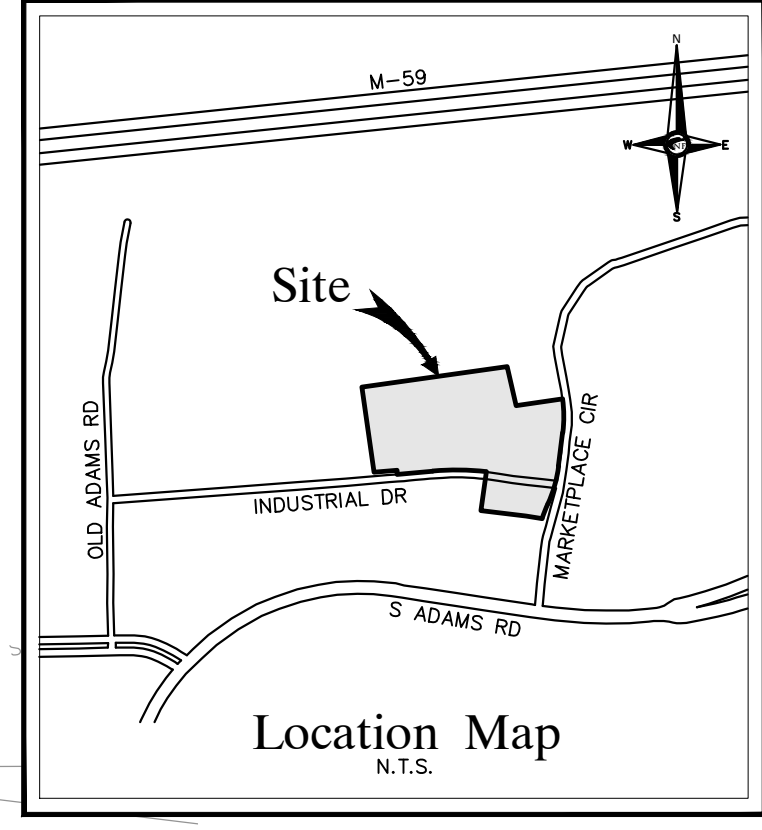 M-59
N
W E
S
Site
OLD ADAMS RD
INDUSTRIAL DR
MARKETPLACE CIR
S ADAMS RD
Location Map
N.T.S.